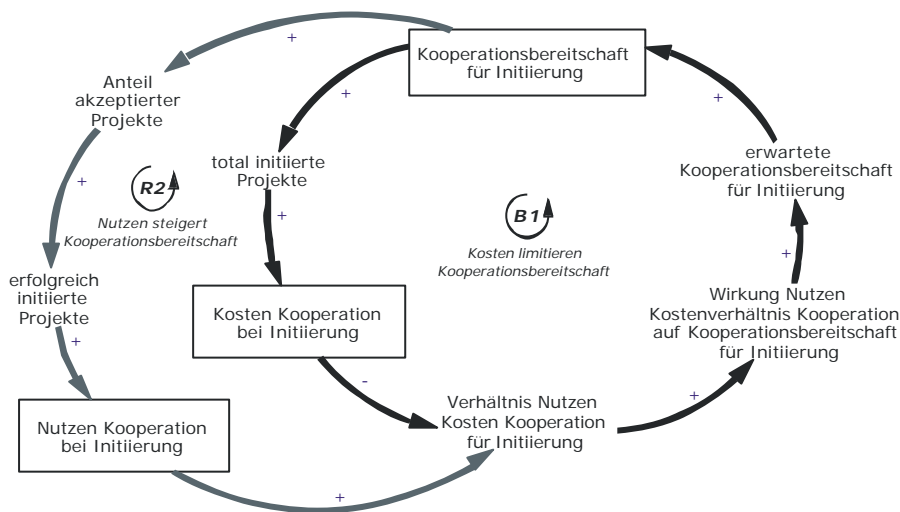 +
Kooperationsbereitschaft
für Initiierung
Anteil
akzeptierter
Projekte
+
+
total initiierte
Projekte
erwartete
Kooperationsbereitschaft
für Initiierung
+
R2
Nutzen steigert
Kooperationsbereitschaft
+
B1
Kosten limitieren
Kooperationsbereitschaft
+
erfolgreich
initiierte
Projekte
+
Kosten Kooperation
bei Initiierung
Wirkung Nutzen
Kostenverhältnis Kooperation
auf Kooperationsbereitschaft
für Initiierung
-
+
Nutzen Kooperation
bei Initiierung
Verhältnis Nutzen
Kosten Kooperation
für Initiierung
+